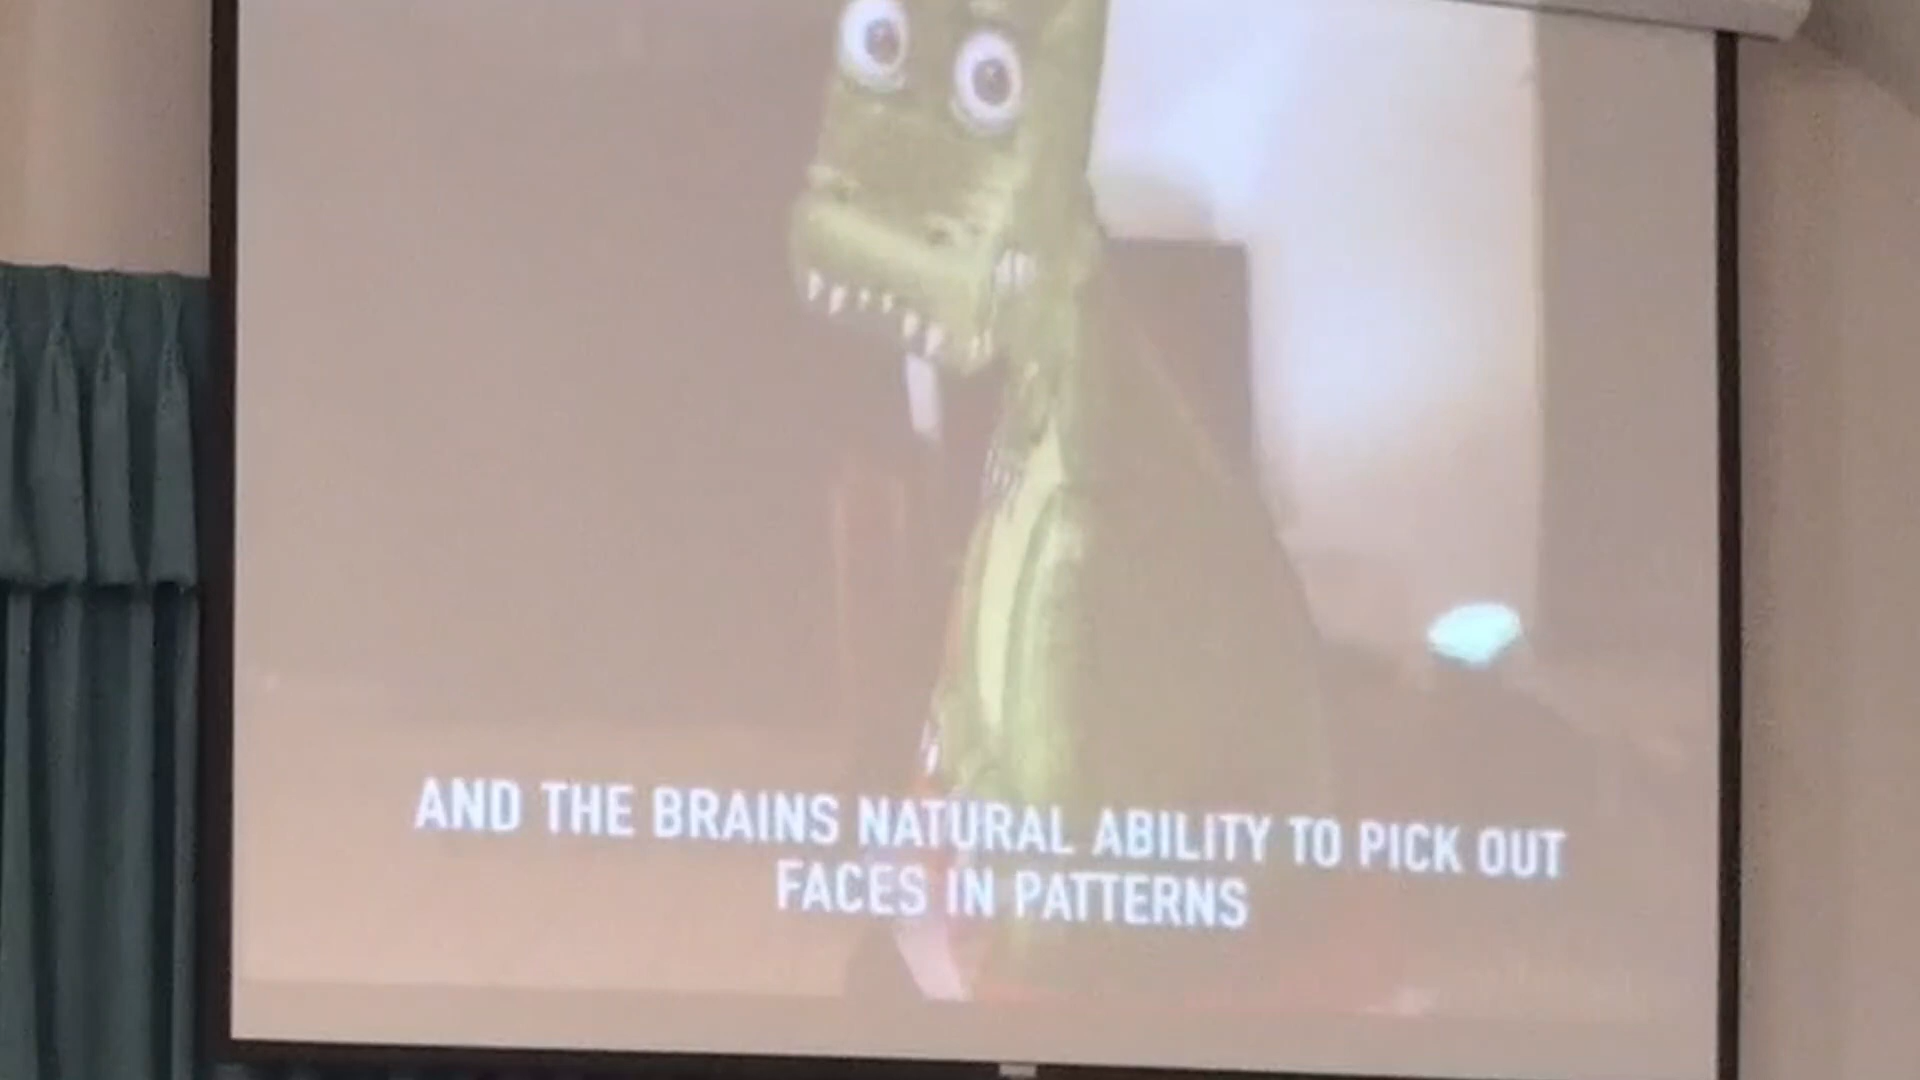 AND THE BRAINS NATURAL ABILITY TO PICK OUT
FACES IN PATTERNS